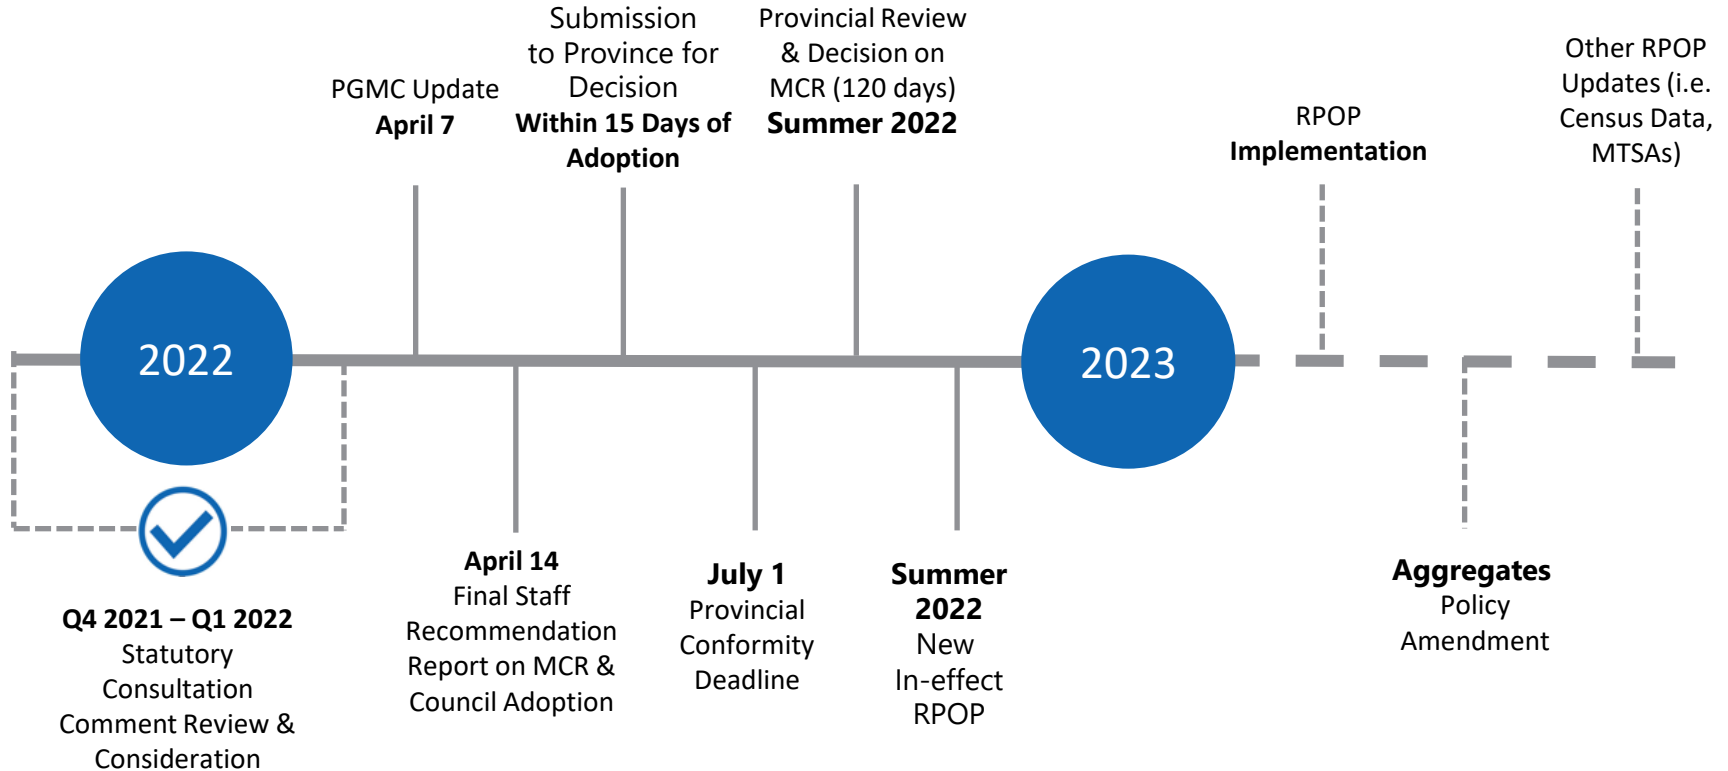 PGMC Update
April 7
Submission
to Province for
Decision
Within 15 Days of
Adoption
Provincial Review
& Decision on
MCR (120 days)
Summer 2022
RPOP
Implementation
Other RPOP
Updates (i.e.
Census Data,
MTSAs)
2022
2023
Q4 2021 – Q1 2022
Statutory
Consultation
Comment Review &
Consideration
April 14
Final Staff
Recommendation
Report on MCR &
Council Adoption
July 1
Provincial
Conformity
Deadline
Summer
2022
New
In-effect
RPOP
Aggregates
Policy
Amendment